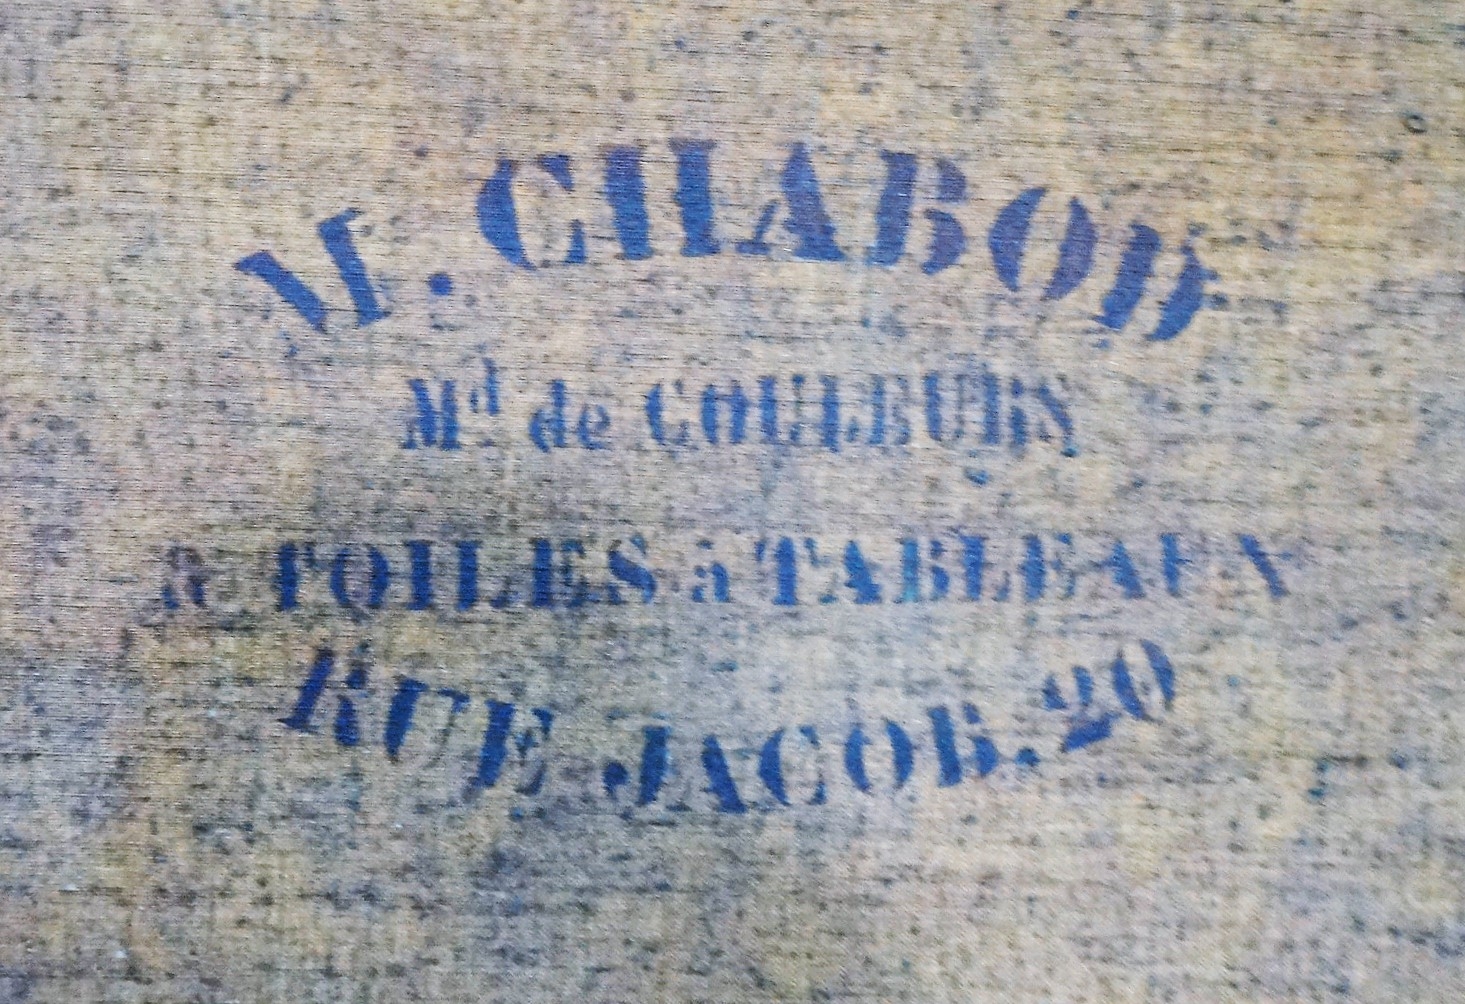 M. CHABOD
Md de COULEURS
& TOILES à TABLEAUX
RUE JACOB. 20